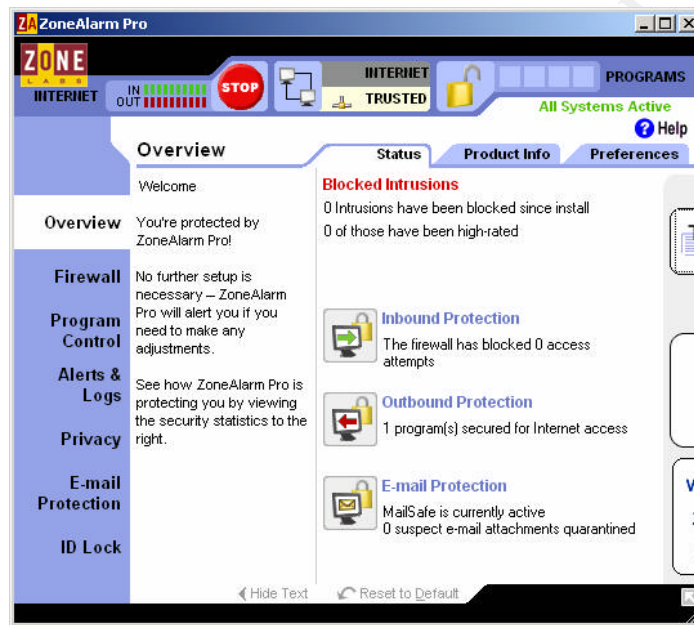 ZA ZoneAlarm Pro
ZONE
LABS
INTERNET
IN
OUT
STOP
INTERNET
TRUSTED
PROGRAMS
All Systems Active
? Help
Overview
Status
Product Info
Preferences
Overview
Firewall
Program
Control
Alerts &
Logs
Privacy
E-mail
Protection
ID Lock
Welcome
You're protected by
ZoneAlarm Pro!
No further setup is
necessary – ZoneAlarm
Pro will alert you if you
need to make any
adjustments.
See how ZoneAlarm Pro is
protecting you by viewing
the security statistics to the
right.
Blocked Intrusions
0 Intrusions have been blocked since install
0 of those have been high-rated
Inbound Protection
The firewall has blocked 0 access
attempts
Outbound Protection
1 program(s) secured for Internet access
E-mail Protection
MailSafe is currently active
0 suspect e-mail attachments quarantined
Hide Text
Reset to Default